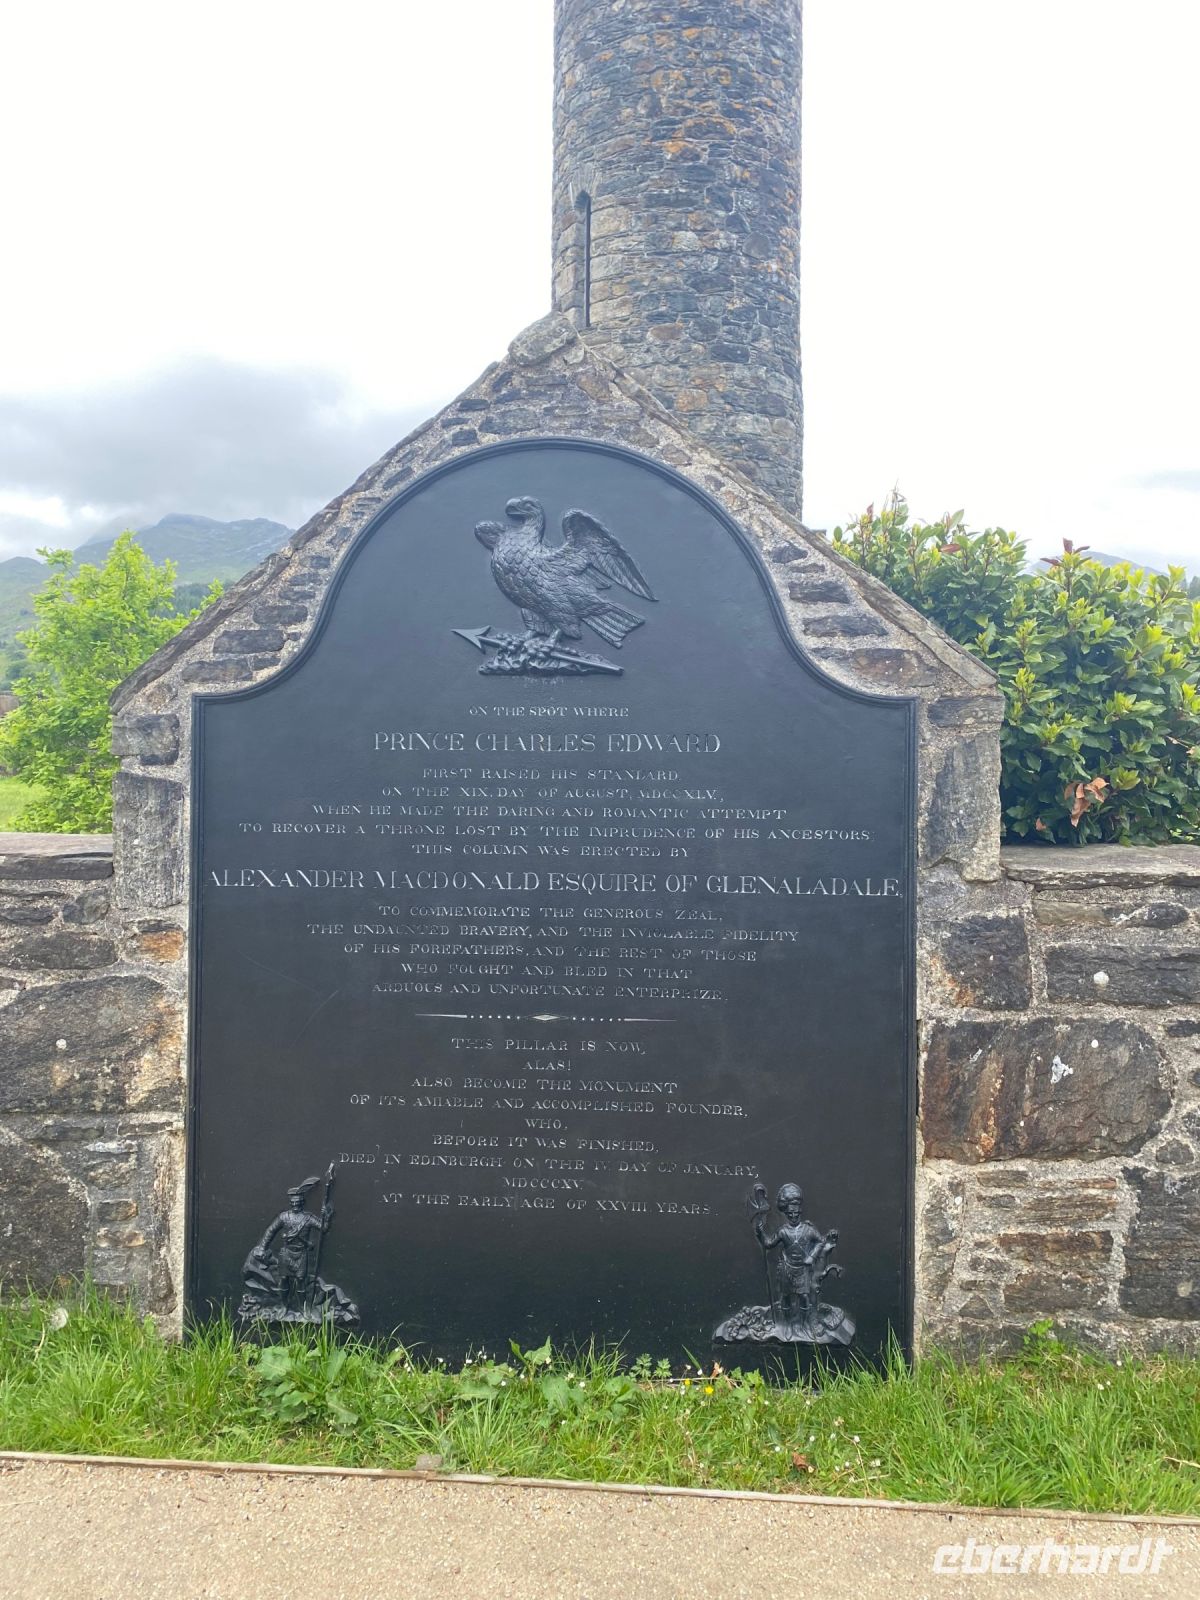 ON THE SPOT WHERE
PRINCE CHARLES EDWARD
FIRST RAISED HIS STANDARD,
ON THE XIX, DAY OF AUGUST, MDCCXLV,
WHEN HE MADE THE DARING AND ROMANTIC ATTEMPT
TO RECOVER A THRONE LOST BY THE IMPRUDENCE OF HIS ANCESTORS,
THIS COLUMN WAS ERECTED BY
ALEXANDER MACDONALD ESQUIRE OF GLENALADALE,
TO COMMEMORATE THE GENEROUS ZEAL,
THE UNDAUNTED BRAVERY, AND THE INVIOLABLE FIDELITY
OF HIS FOREFATHERS, AND THE REST OF THOSE
WHO FOUGHT AND BLED IN THAT
ARDUOUS AND UNFORTUNATE ENTERPRIZE.
THIS PILLAR IS NOW,
ALAS!
ALSO BECOME THE MONUMENT
OF ITS AMIABLE AND ACCOMPLISHED FOUNDER,
WHO,
BEFORE IT WAS FINISHED,
DIED IN EDINBURGH ON THE IV, DAY OF JANUARY,
MDCCCXV,
AT THE EARLY AGE OF XXVIII YEARS.
eberhardt